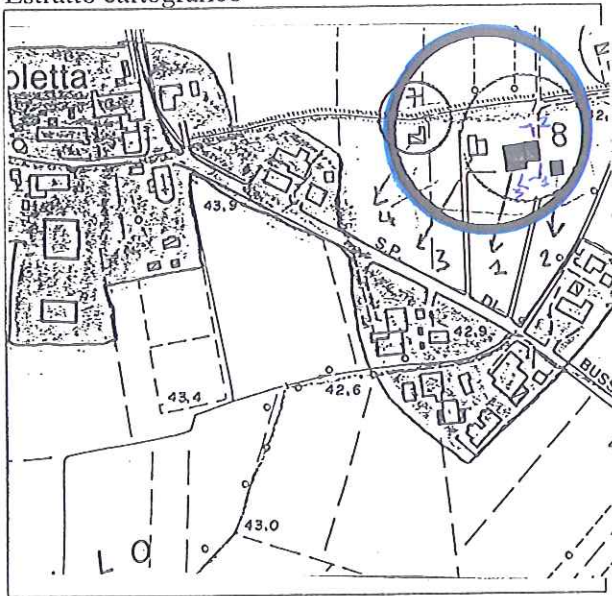 Estratto cartografico
oletta
8
43,9
S.P.
4
3
1
2°
DI
42,9
BUSS
43,4
42,6
43,0
L O